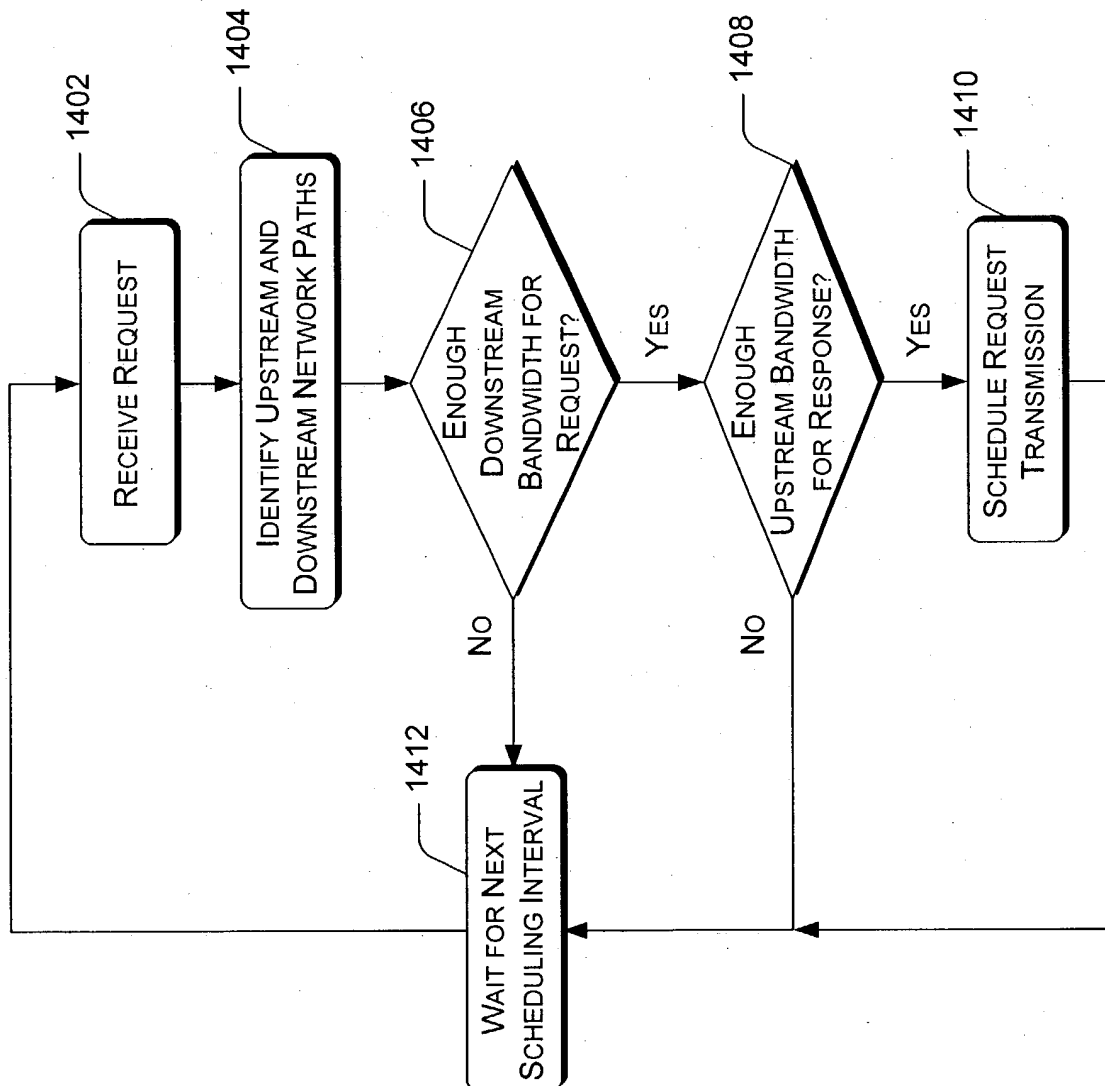 1402
RECEIVE REQUEST
1404
IDENTIFY UPSTREAM AND
DOWNSTREAM NETWORK PATHS
1406
ENOUGH
DOWNSTREAM
BANDWIDTH FOR
REQUEST?
NO
YES
1412
WAIT FOR NEXT
SCHEDULING INTERVAL
1408
ENOUGH
UPSTREAM BANDWIDTH
FOR RESPONSE?
NO
YES
1410
SCHEDULE REQUEST
TRANSMISSION